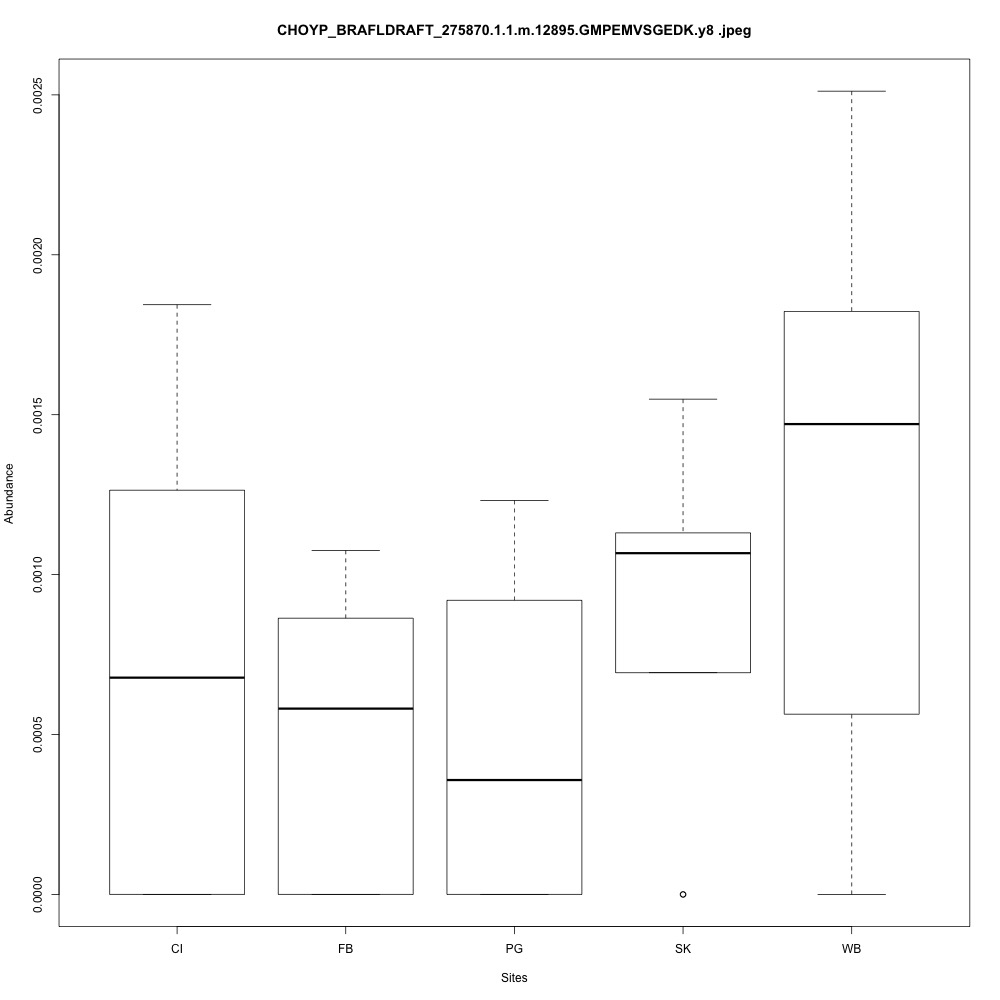 CHOYP_BRAFLDRAFT_275870.1.1.m.12895.GMPEMVSGEDK.y8 .jpeg
Abundance
0.0025
0.0020
0.0015
0.0010
0.0005
0.0000
CI FB PG SK WB
Sites